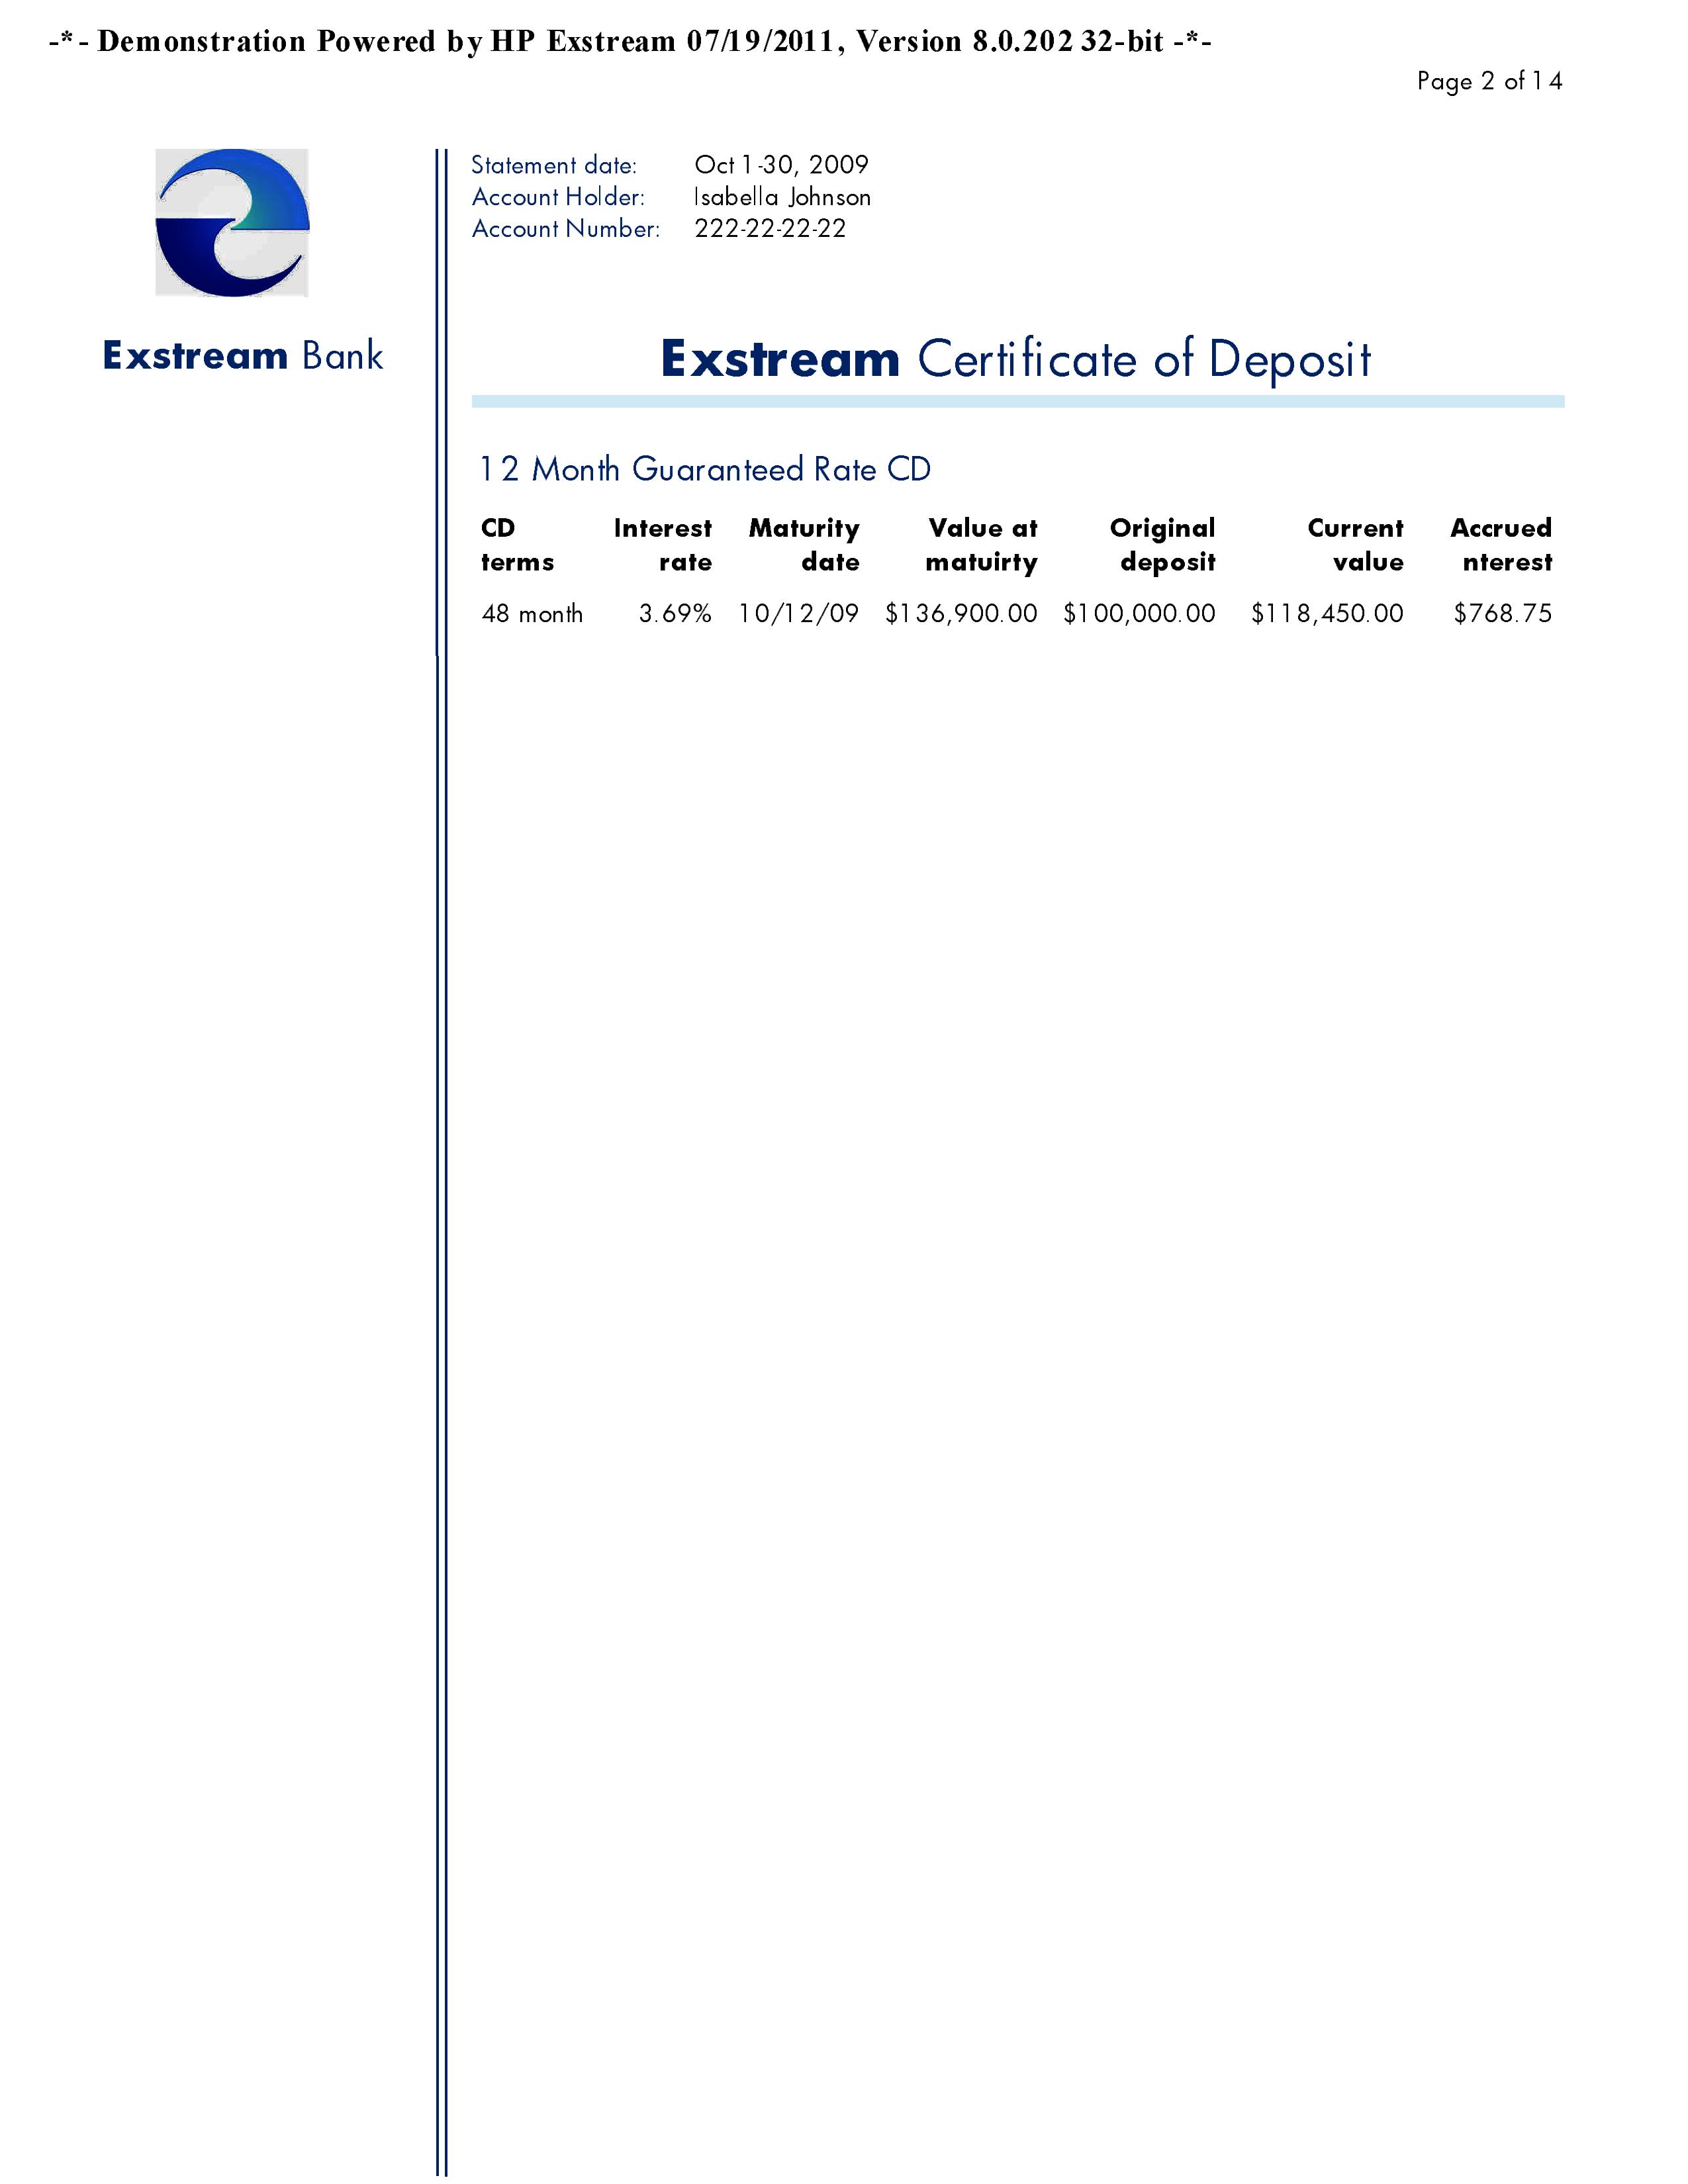 -*- Demonstration Powered by HP Exstream 07/19/2011, Version 8.0.202 32-bit -*-
Page 2 of 14
Statement date: Oct 1-30, 2009
Account Holder: Isabella Johnson
Account Number: 222-22-22-22
Exstream Bank
Exstream Certificate of Deposit
12 Month Guaranteed Rate CD
CD Interest Maturity Value at Original Current Accrued
terms rate date matuirty deposit value nterest
48 month 3.69% 10/12/09 $136,900.00 $100,000.00 $118,450.00 $768.75